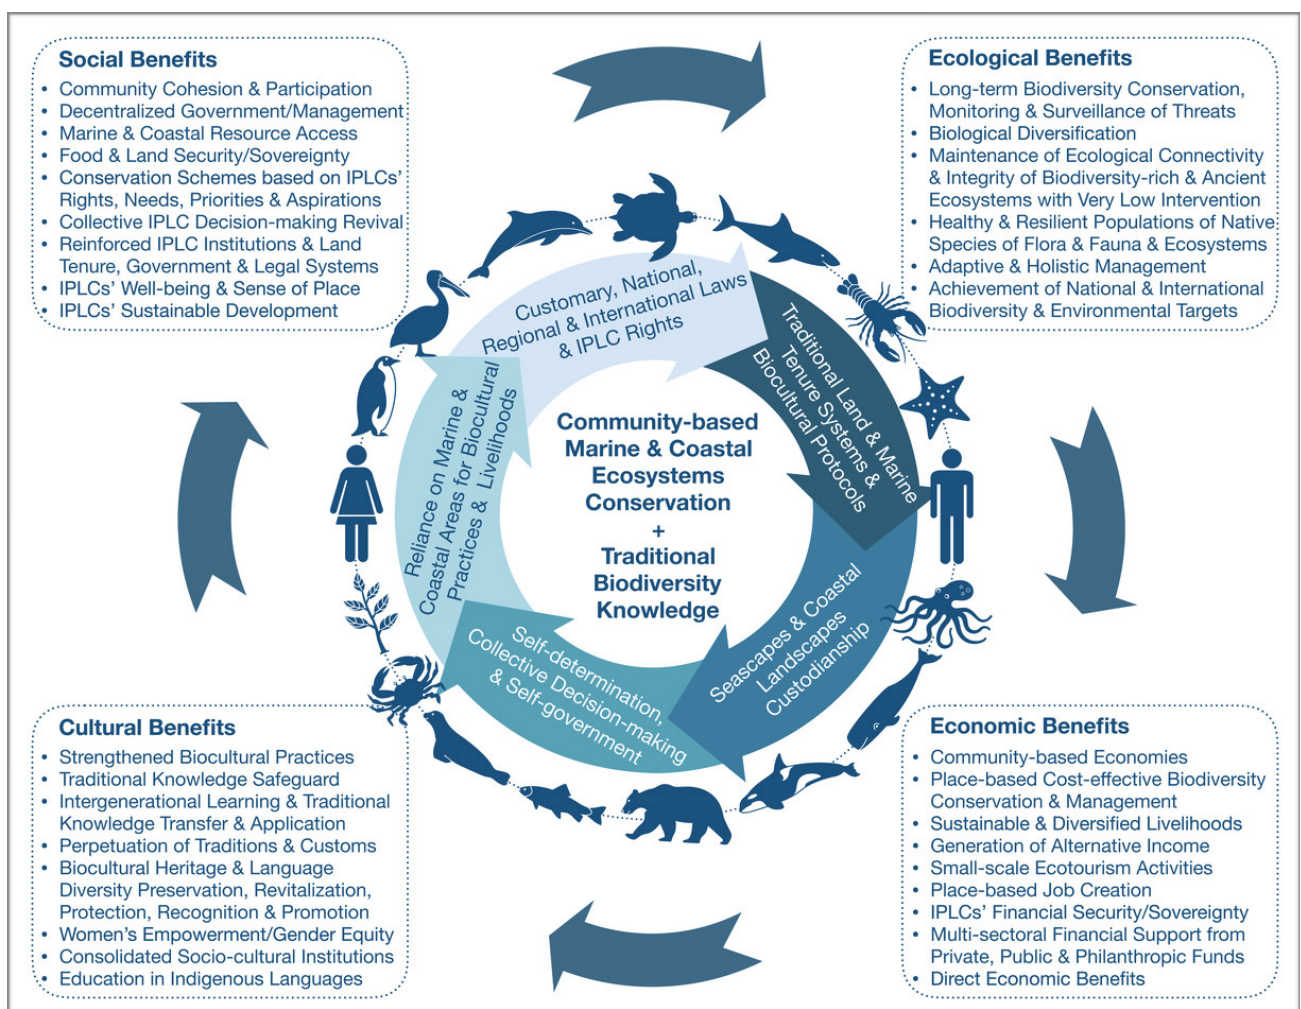 Social Benefits
• Community Cohesion & Participation
• Decentralized Government/Management
• Marine & Coastal Resource Access
• Food & Land Security/Sovereignty
• Conservation Schemes based on IPLCs'
Rights, Needs, Priorities & Aspirations
• Collective IPLC Decision-making Revival
• Reinforced IPLC Institutions & Land
Tenure, Government & Legal Systems
• IPLCs' Well-being & Sense of Place
• IPLCs' Sustainable Development
Ecological Benefits
• Long-term Biodiversity Conservation,
Monitoring & Surveillance of Threats
• Biological Diversification
• Maintenance of Ecological Connectivity
& Integrity of Biodiversity-rich & Ancient
Ecosystems with Very Low Intervention
• Healthy & Resilient Populations of Native
Species of Flora & Fauna & Ecosystems
• Adaptive & Holistic Management
• Achievement of National & International
Biodiversity & Environmental Targets
Customary, National,
Regional & International Laws
& IPLC Rights
Traditional Land & Marine
Tenure Systems &
Biocultural Protocols
Seascapes & Coastal
Landscapes
Custodianship
Self-determination,
Collective Decision-making
& Self-government
Reliance on Marine &
Coastal Areas for Biocultural
Practices & Livelihoods
Community-based
Marine & Coastal
Ecosystems
Conservation
+
Traditional
Biodiversity
Knowledge
Cultural Benefits
• Strengthened Biocultural Practices
• Traditional Knowledge Safeguard
• Intergenerational Learning & Traditional
Knowledge Transfer & Application
• Perpetuation of Traditions & Customs
• Biocultural Heritage & Language
Diversity Preservation, Revitalization,
Protection, Recognition & Promotion
• Women's Empowerment/Gender Equity
• Consolidated Socio-cultural Institutions
• Education in Indigenous Languages
Economic Benefits
• Community-based Economies
• Place-based Cost-effective Biodiversity
Conservation & Management
• Sustainable & Diversified Livelihoods
• Generation of Alternative Income
• Small-scale Ecotourism Activities
• Place-based Job Creation
• IPLCs' Financial Security/Sovereignty
• Multi-sectoral Financial Support from
Private, Public & Philanthropic Funds
• Direct Economic Benefits